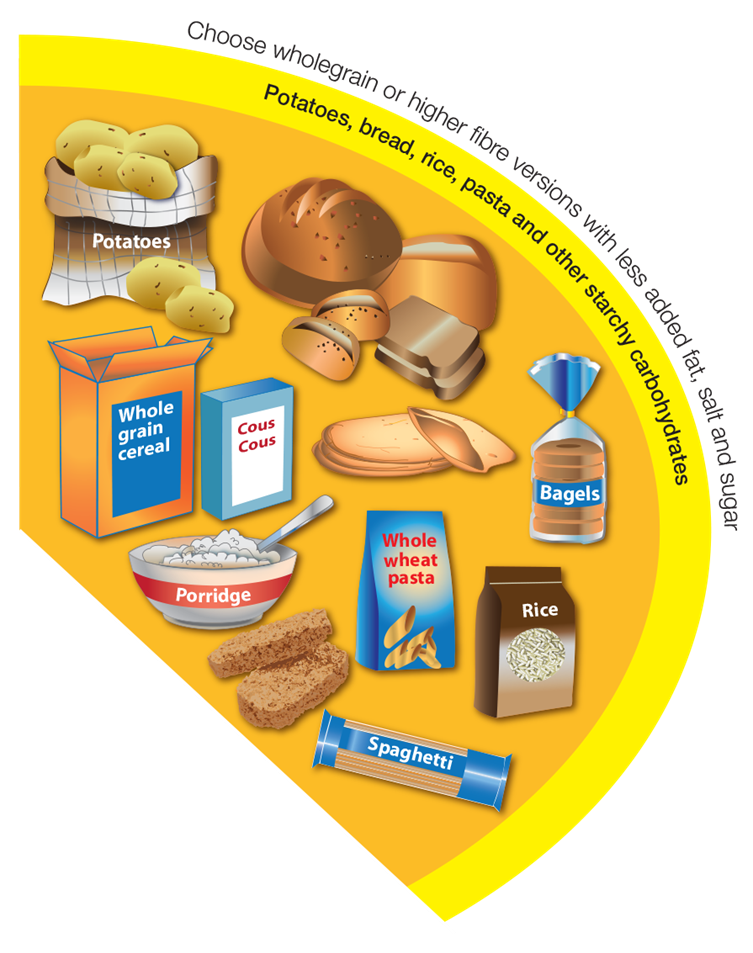 Choose wholegrain or higher fibre versions with less added fat, salt and sugar
Potatoes, bread, rice, pasta and other starchy carbohydrates
Potatoes
Whole
grain
cereal
Cous
Cous
Bagels
Porridge
Whole
wheat
pasta
Rice
Spaghetti